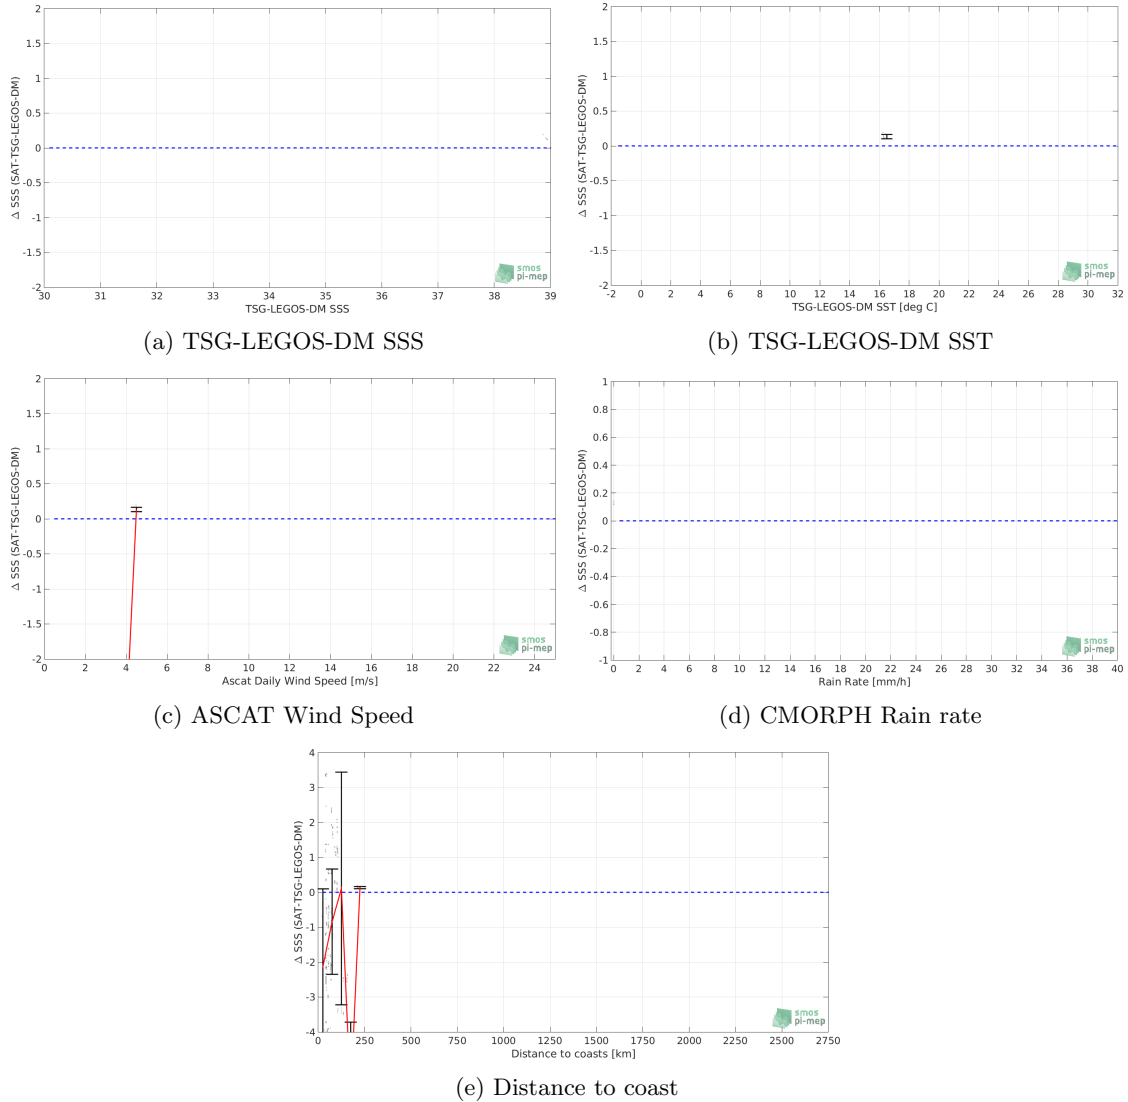 2
1.5
1
0.5
0
-0.5
-1
-1.5
-2
Δ SSS (SAT-TSG-LEGOS-DM)
30 31 32 33 34 35 36 37 38 39
TSG-LEGOS-DM SSS
smos
pi-mep
(a) TSG-LEGOS-DM SSS
2
1.5
1
0.5
0
-0.5
-1
-1.5
-2
Δ SSS (SAT-TSG-LEGOS-DM)
-2 0 2 4 6 8 10 12 14 16 18 20 22 24 26 28 30 32
TSG-LEGOS-DM SST [deg C]
smos
pi-mep
(b) TSG-LEGOS-DM SST
2
1.5
1
0.5
0
-0.5
-1
-1.5
-2
Δ SSS (SAT-TSG-LEGOS-DM)
0 2 4 6 8 10 12 14 16 18 20 22 24
Ascat Daily Wind Speed [m/s]
smos
pi-mep
(c) ASCAT Wind Speed
1
0.8
0.6
0.4
0.2
0
-0.2
-0.4
-0.6
-0.8
-1
Δ SSS (SAT-TSG-LEGOS-DM)
0 2 4 6 8 10 12 14 16 18 20 22 24 26 28 30 32 34 36 38 40
Rain Rate [mm/h]
smos
pi-mep
(d) CMORPH Rain rate
4
3
2
1
0
-1
-2
-3
-4
Δ SSS (SAT-TSG-LEGOS-DM)
0 250 500 750 1000 1250 1500 1750 2000 2250 2500 2750
Distance to coasts [km]
smos
pi-mep
(e) Distance to coast